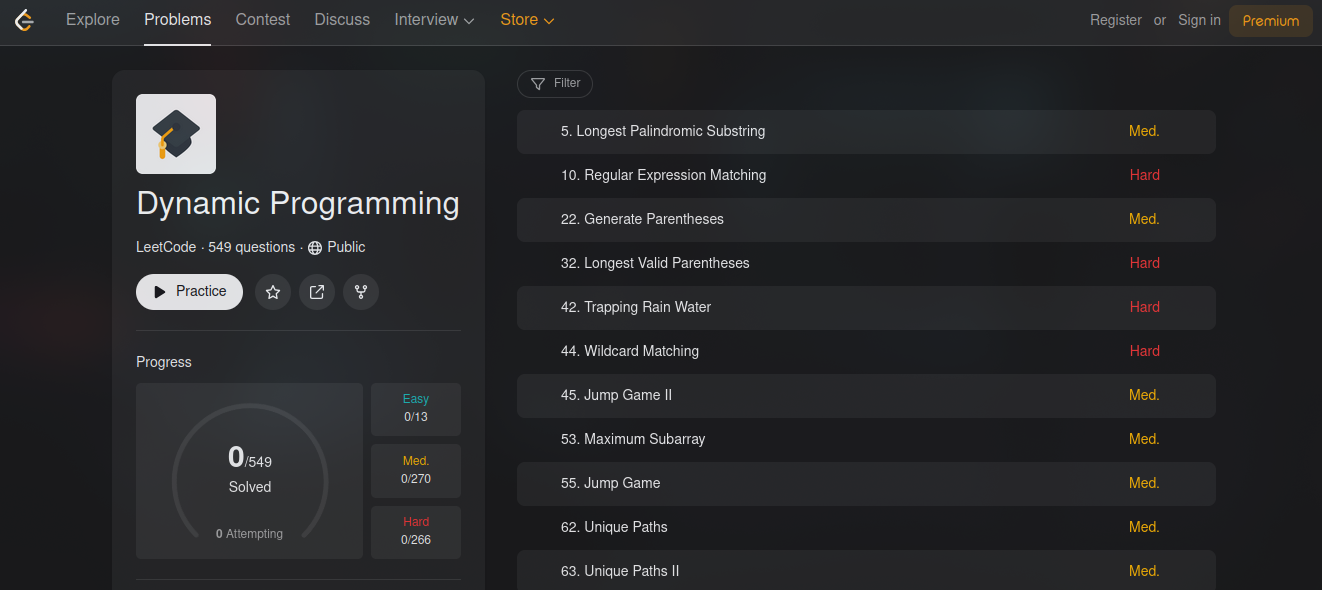 Explore Problems Contest Discuss Interview Store Register or Sign in Premium
Dynamic Programming
LeetCode · 549 questions · Public
Practice
Progress
0/549
Solved
0 Attempting
Easy
0/13
Med.
0/270
Hard
0/266
Filter
5. Longest Palindromic Substring Med.
10. Regular Expression Matching Hard
22. Generate Parentheses Med.
32. Longest Valid Parentheses Hard
42. Trapping Rain Water Hard
44. Wildcard Matching Hard
45. Jump Game II Med.
53. Maximum Subarray Med.
55. Jump Game Med.
62. Unique Paths Med.
63. Unique Paths II Med.